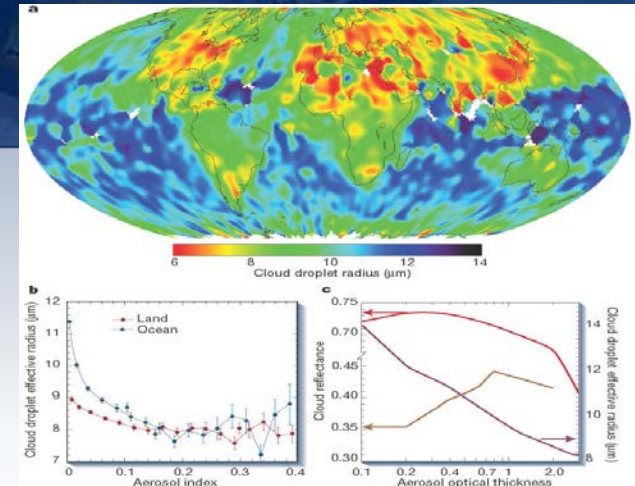 a
6 8 10 12 14
Cloud droplet radius (µm)
b
12
11
10
9
8
7
Cloud droplet effective radius (µm)
Land
Ocean
0 0.1 0.2 0.3 0.4
Aerosol index
c
0.75
0.70
0.45
0.40
0.35
0.30
Cloud reflectance
14
12
10
8
Cloud droplet effective radius (µm)
0.1 0.2 0.4 0.7 1 2.0
Aerosol optical thickness